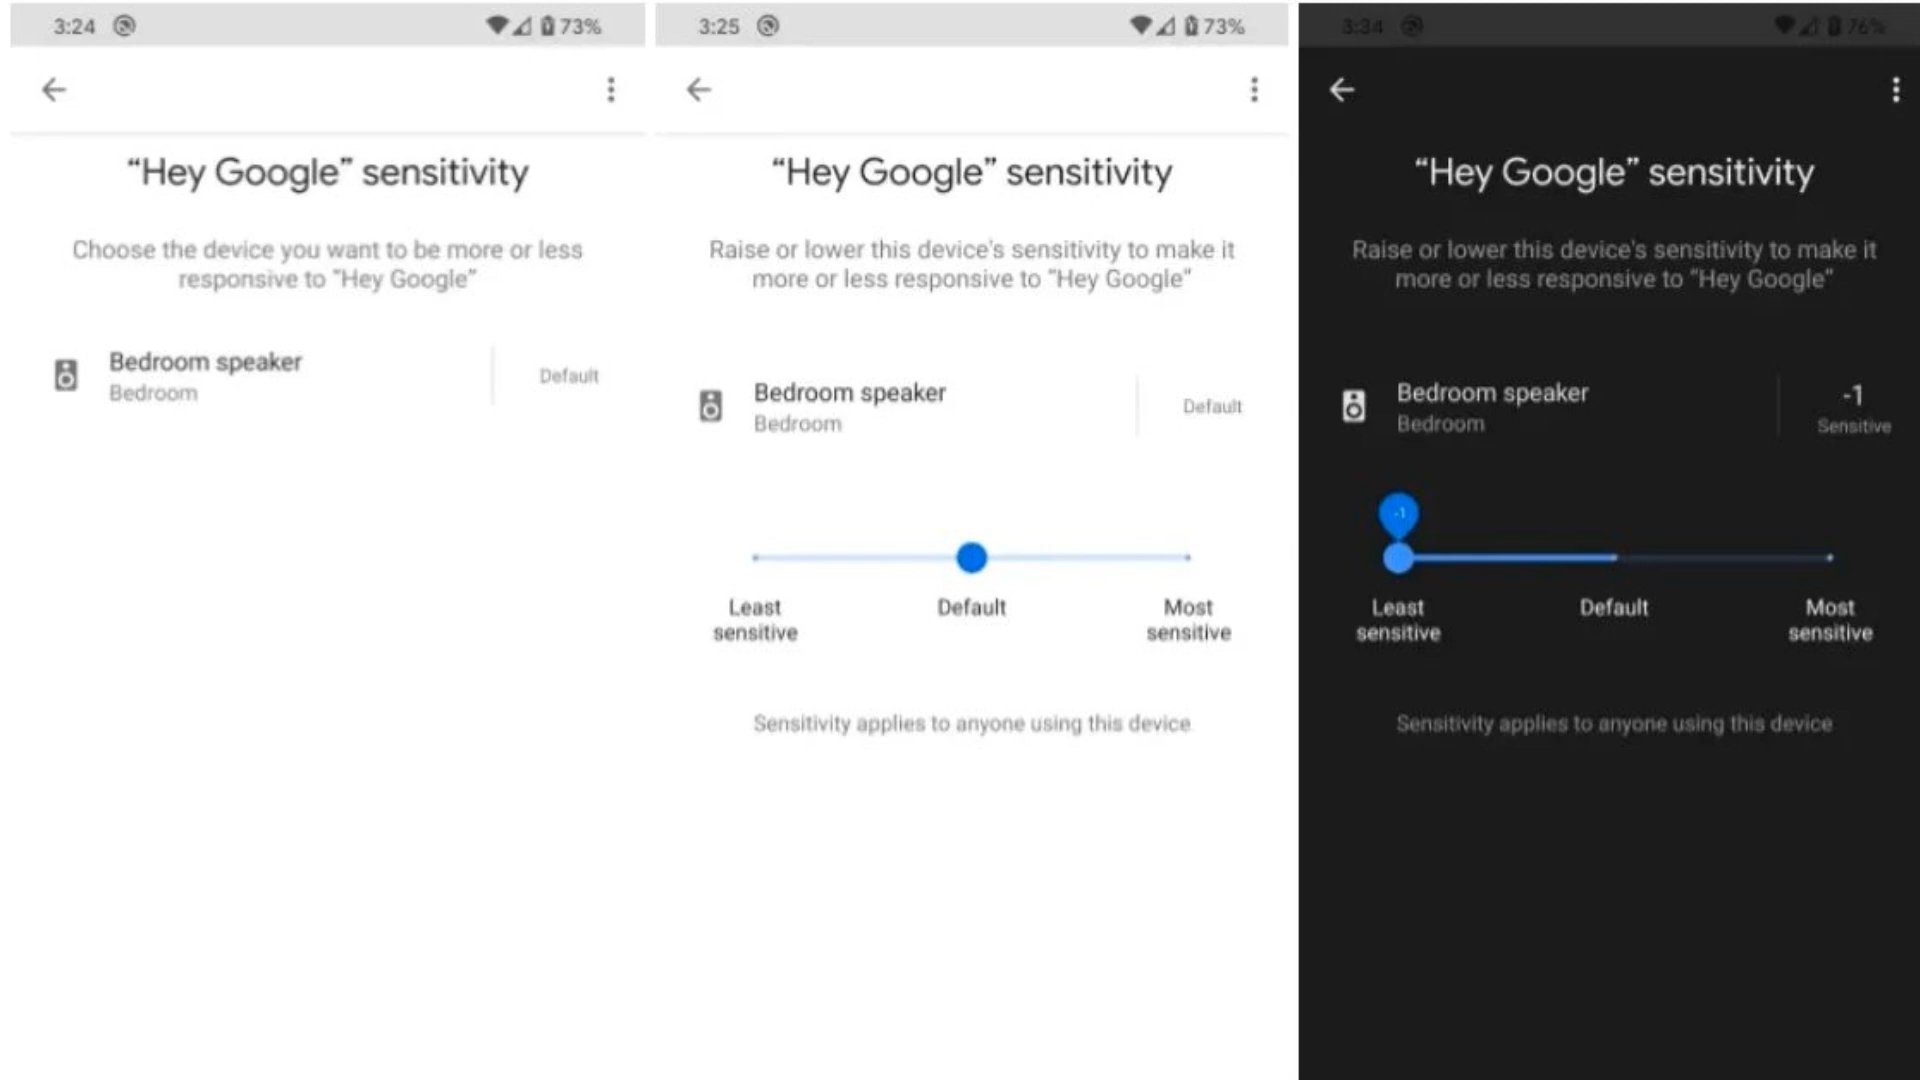 3:24 73%
“Hey Google” sensitivity
Choose the device you want to be more or less
responsive to “Hey Google”
Bedroom speaker
Bedroom
Default
3:25 73%
“Hey Google” sensitivity
Raise or lower this device's sensitivity to make it
more or less responsive to “Hey Google”
Bedroom speaker
Bedroom
Default
Least
sensitive
Default
Most
sensitive
Sensitivity applies to anyone using this device
3:34 76%
“Hey Google” sensitivity
Raise or lower this device's sensitivity to make it
more or less responsive to “Hey Google”
Bedroom speaker
Bedroom
-1
Sensitive
-1
Least
sensitive
Default
Most
sensitive
Sensitivity applies to anyone using this device